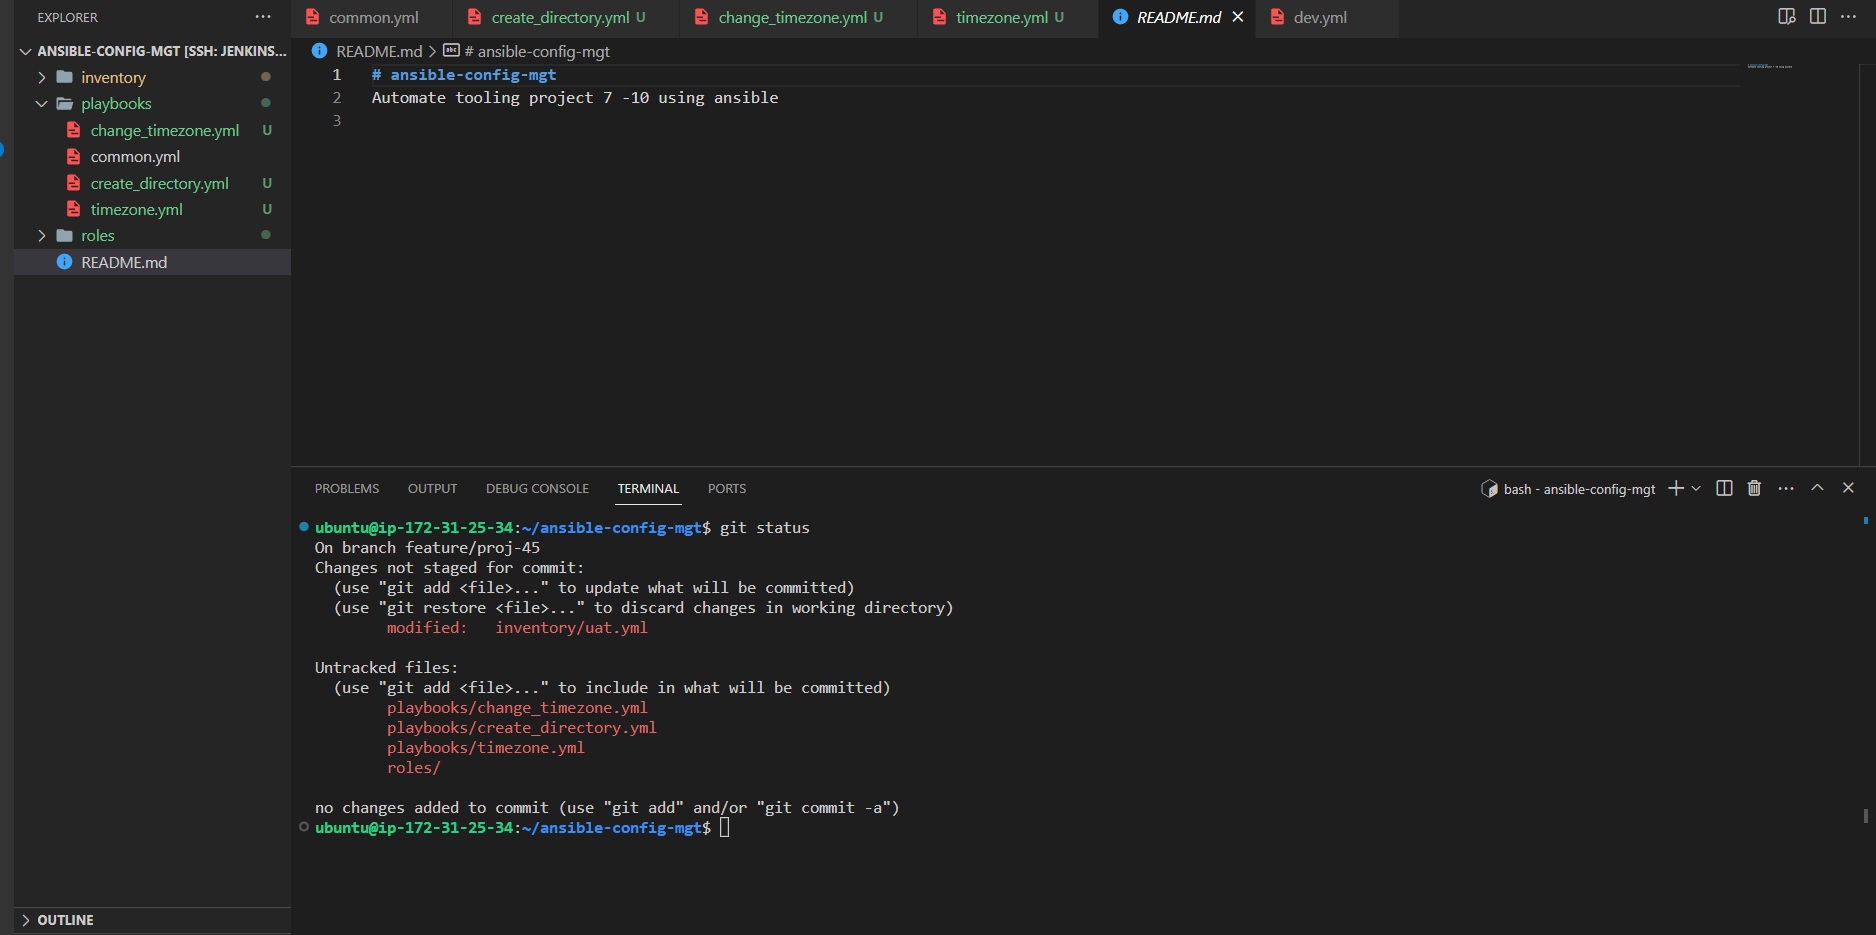 EXPLORER
ANSIBLE-CONFIG-MGT [SSH: JENKINS...
inventory
playbooks
change_timezone.yml U
common.yml
create_directory.yml U
timezone.yml U
roles
README.md
OUTLINE
common.yml
create_directory.yml U
change_timezone.yml U
timezone.yml U
README.md
dev.yml
README.md > # ansible-config-mgt
1 # ansible-config-mgt
2 Automate tooling project 7 -10 using ansible
3
PROBLEMS OUTPUT DEBUG CONSOLE TERMINAL PORTS
bash - ansible-config-mgt
ubuntu@ip-172-31-25-34:~/ansible-config-mgt$ git status
On branch feature/proj-45
Changes not staged for commit:
(use "git add <file>..." to update what will be committed)
(use "git restore <file>..." to discard changes in working directory)
modified: inventory/uat.yml
Untracked files:
(use "git add <file>..." to include in what will be committed)
playbooks/change_timezone.yml
playbooks/create_directory.yml
playbooks/timezone.yml
roles/
no changes added to commit (use "git add" and/or "git commit -a")
ubuntu@ip-172-31-25-34:~/ansible-config-mgt$